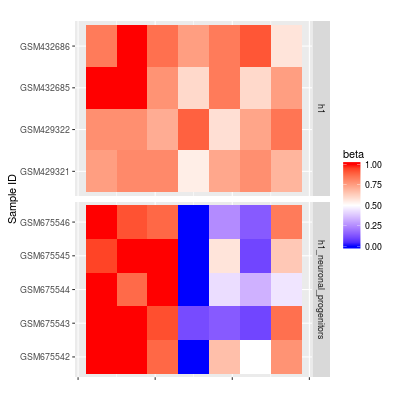 Sample ID
GSM432686
GSM432685
GSM429322
GSM429321
h1
GSM675546
GSM675545
GSM675544
GSM675543
GSM675542
h1_neuronal_progenitors
beta
1.00
0.75
0.50
0.25
0.00